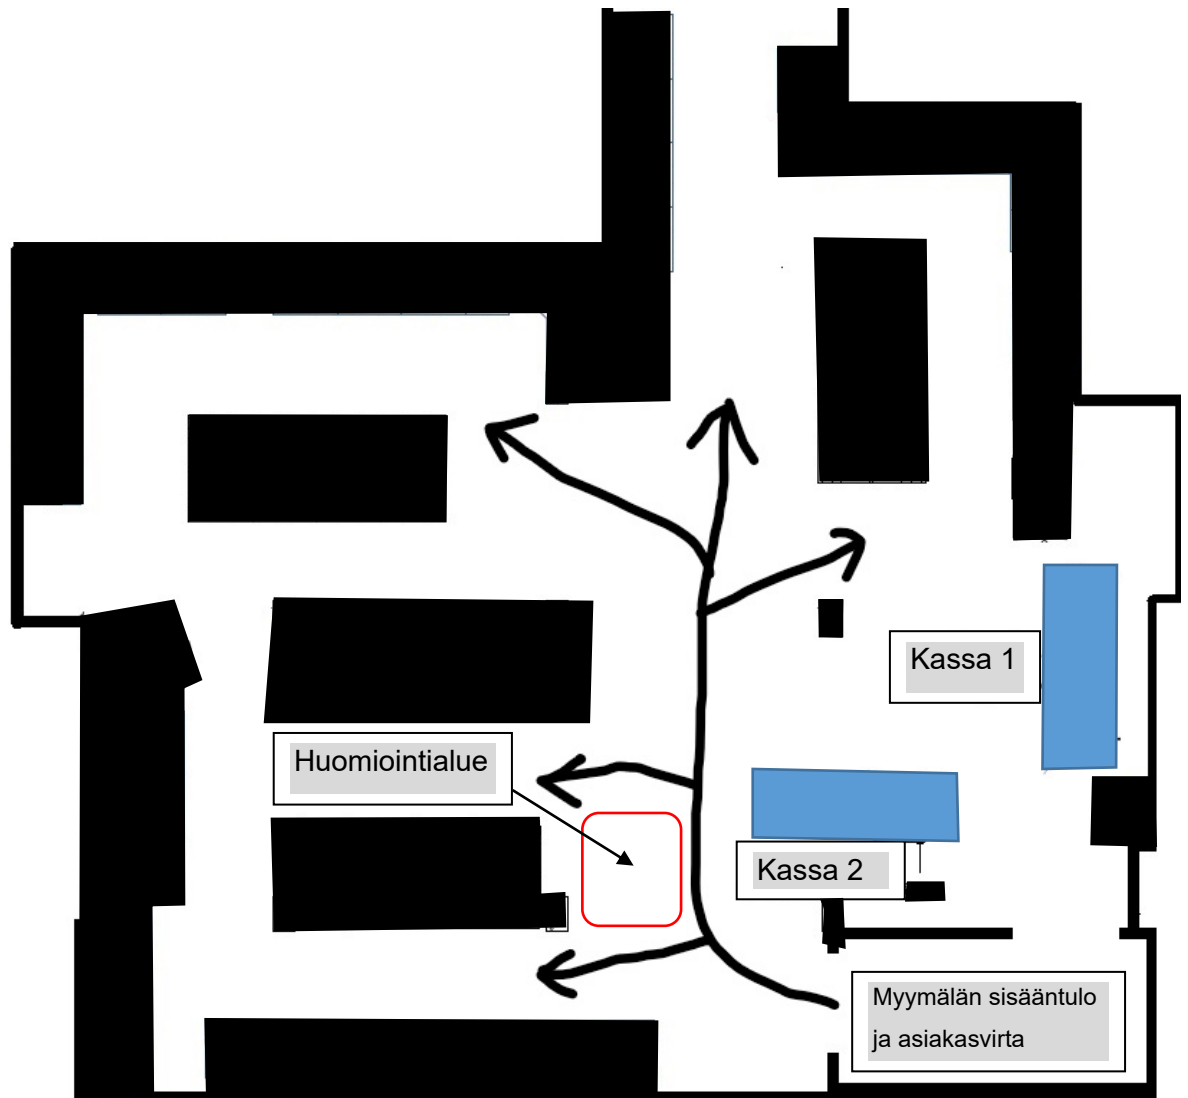 Kassa 1
Huomiointialue
Kassa 2
Myymälän sisääntulo
ja asiakasvirta